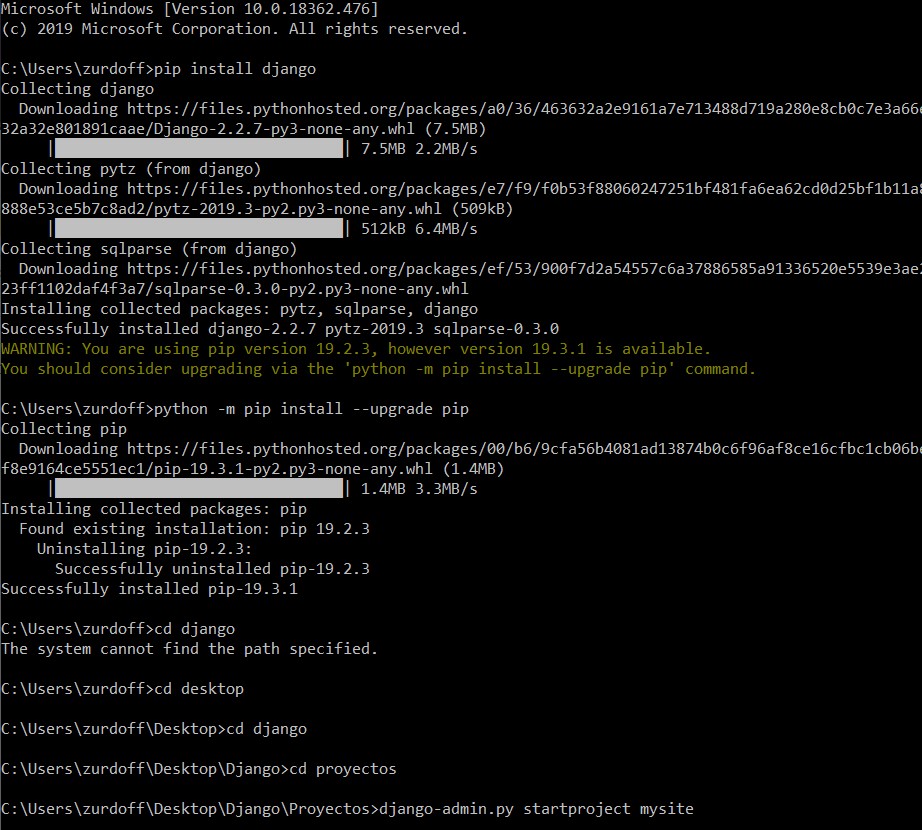 Microsoft Windows [Version 10.0.18362.476]
(c) 2019 Microsoft Corporation. All rights reserved.
C:\Users\zurdoff>pip install django
Collecting django
Downloading https://files.pythonhosted.org/packages/a0/36/463632a2e9161a7e713488d719a280e8cb0c7e3a66
32a32e801891caae/Django-2.2.7-py3-none-any.whl (7.5MB)
|████████████████████████████████| 7.5MB 2.2MB/s
Collecting pytz (from django)
Downloading https://files.pythonhosted.org/packages/e7/f9/f0b53f88060247251bf481fa6ea62cd0d25bf1b11a8
888e53ce5b7c8ad2/pytz-2019.3-py2.py3-none-any.whl (509kB)
|████████████████████████████████| 512kB 6.4MB/s
Collecting sqlparse (from django)
Downloading https://files.pythonhosted.org/packages/ef/53/900f7d2a54557c6a37886585a91336520e5539e3ae2
23ff1102daf4f3a7/sqlparse-0.3.0-py2.py3-none-any.whl
Installing collected packages: pytz, sqlparse, django
Successfully installed django-2.2.7 pytz-2019.3 sqlparse-0.3.0
WARNING: You are using pip version 19.2.3, however version 19.3.1 is available.
You should consider upgrading via the 'python -m pip install --upgrade pip' command.
C:\Users\zurdoff>python -m pip install --upgrade pip
Collecting pip
Downloading https://files.pythonhosted.org/packages/00/b6/9cfa56b4081ad13874b0c6f96af8ce16cfbc1cb06be
f8e9164ce5551ec1/pip-19.3.1-py2.py3-none-any.whl (1.4MB)
|████████████████████████████████| 1.4MB 3.3MB/s
Installing collected packages: pip
Found existing installation: pip 19.2.3
Uninstalling pip-19.2.3:
Successfully uninstalled pip-19.2.3
Successfully installed pip-19.3.1
C:\Users\zurdoff>cd django
The system cannot find the path specified.
C:\Users\zurdoff>cd desktop
C:\Users\zurdoff\Desktop>cd django
C:\Users\zurdoff\Desktop\Django>cd proyectos
C:\Users\zurdoff\Desktop\Django\Proyectos>django-admin.py startproject mysite